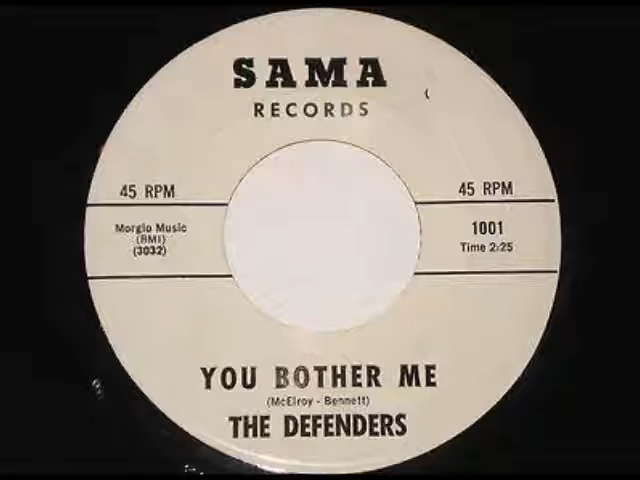 SAMA
RECORDS
45 RPM
45 RPM
Morglo Music
(BMI)
(3032)
1001
Time 2:25
YOU BOTHER ME
(McElroy - Bennett)
THE DEFENDERS